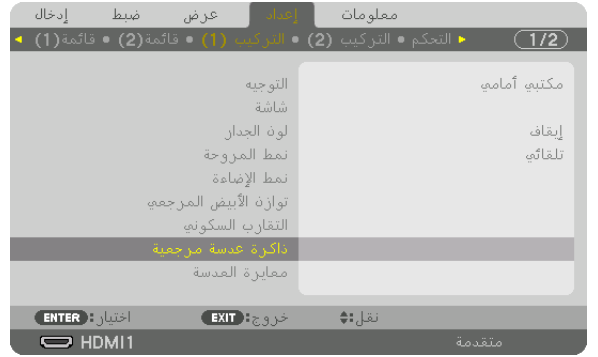 إدخال ضبط عرض إعداد معلومات
قائمة(1) • قائمة(2) • التركيب (1) • التركيب (2) • التحكم 1/2
التوجيه مكتبي أمامي
شاشة
لون الجدار إيقاف
نمط المروحة تلقائي
نمط الإضاءة
توازن الأبيض المرجعي
التقارب السكوني
ذاكرة عدسة مرجعية
معايرة العدسة
ENTER :اختيار EXIT :خروج نقل:
HDMI1 متقدمة